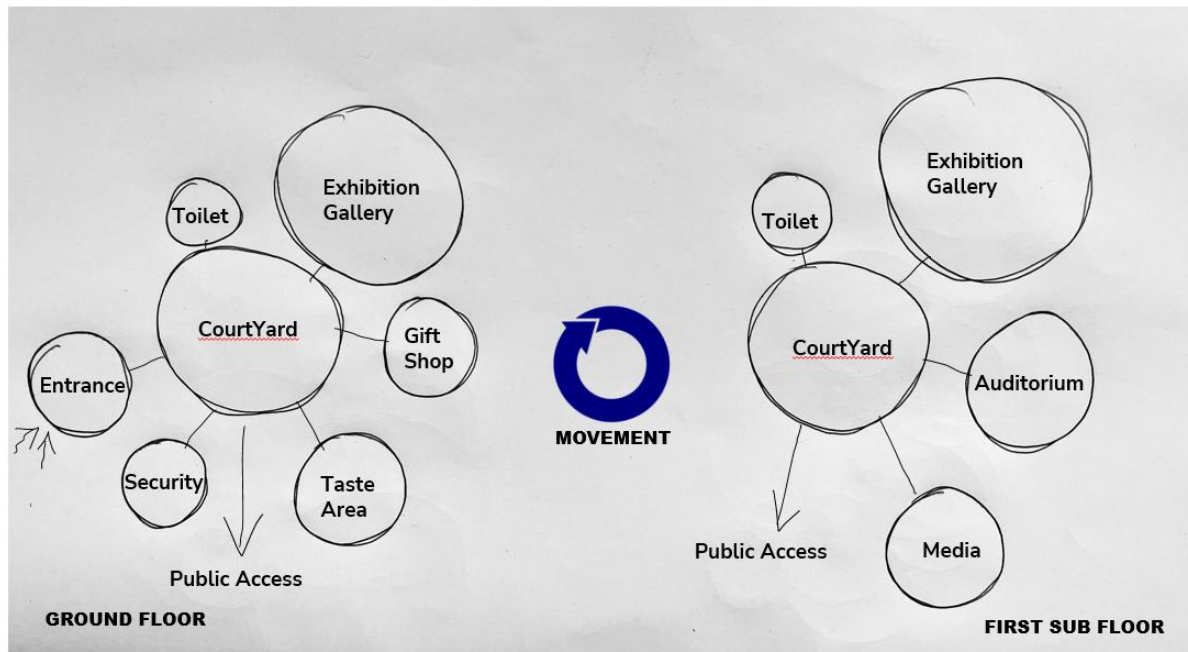 Exhibition
Gallery
Toilet
CourtYard
Gift
Shop
Entrance
Security
Taste
Area
Public Access
GROUND FLOOR
MOVEMENT
Exhibition
Gallery
Toilet
CourtYard
Auditorium
Media
Public Access
FIRST SUB FLOOR